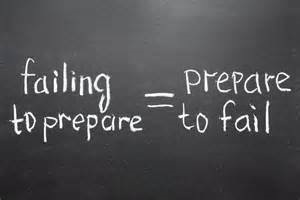 failing
to prepare
=
prepare
to fail